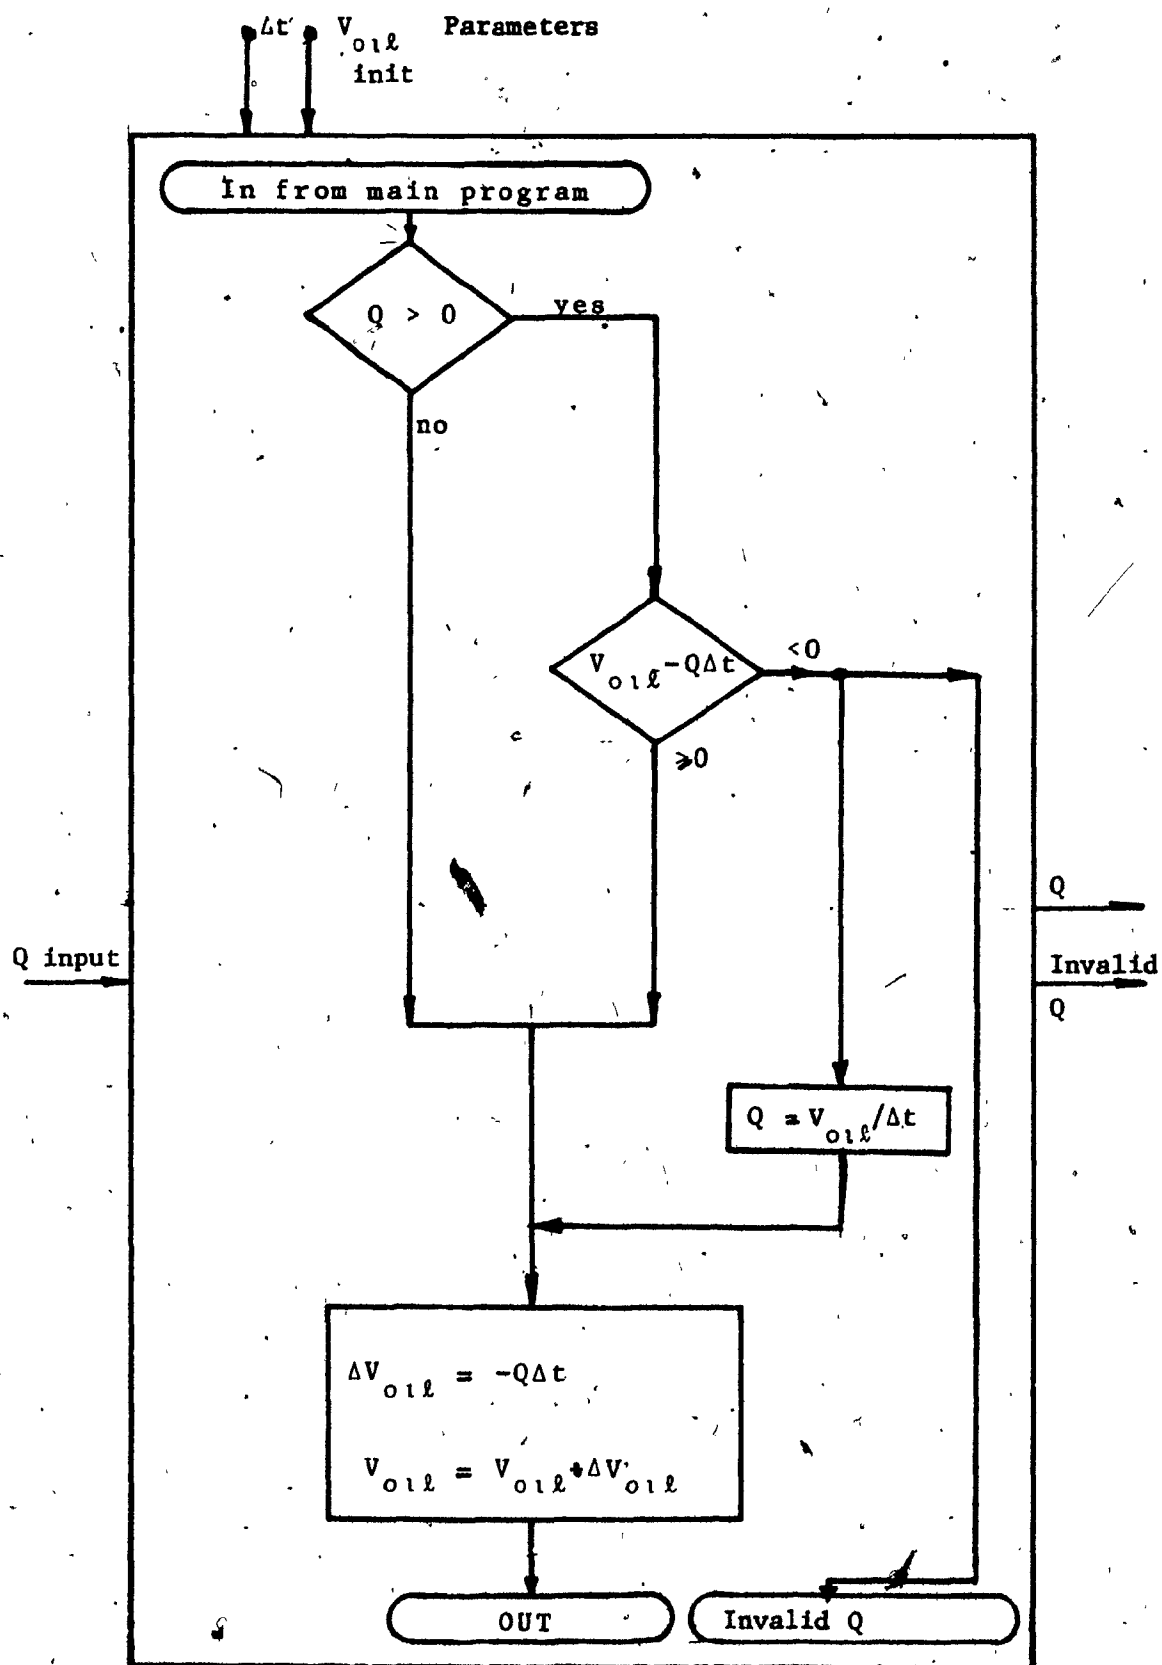 Δt V_oil Parameters
init
In from main program
Q > 0
yes
no
<0
V_oil-QΔt
≥0
Q
Q input
Invalid
Q
Q = V_oil/Δt
ΔV_oil = -QΔt
V_oil = V_oil+ΔV_oil
OUT
Invalid Q